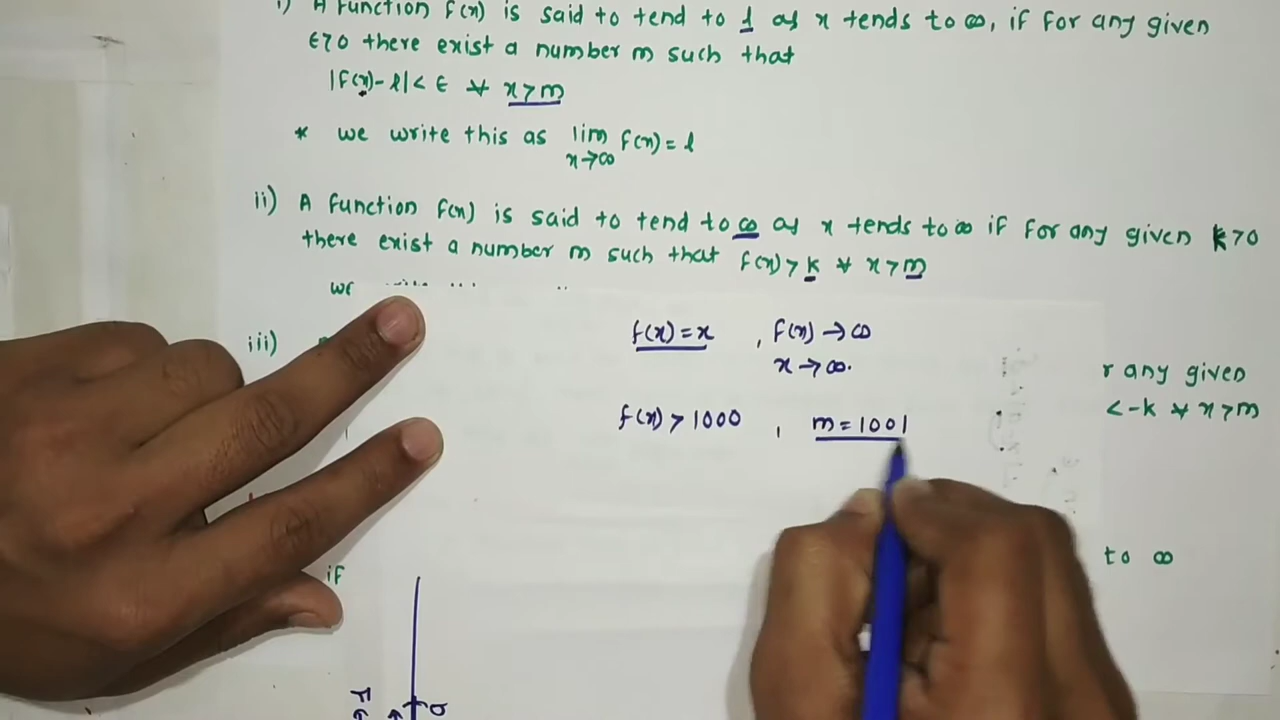 i) A function f(x) is said to tend to l as x tends to ∞, if for any given
ϵ>0 there exist a number m such that
|f(x)-l| < ϵ ∀ x>m
* we write this as lim f(x) = l
x→∞
ii) A function f(x) is said to tend to ∞ as x tends to ∞ if for any given k>0
there exist a number m such that f(x)>k ∀ x>m
we
f(x)=x , f(x)→∞
x→∞.
iii)
r any given
<-k ∀ x>m
f(x) > 1000 , m=1001
to ∞
if